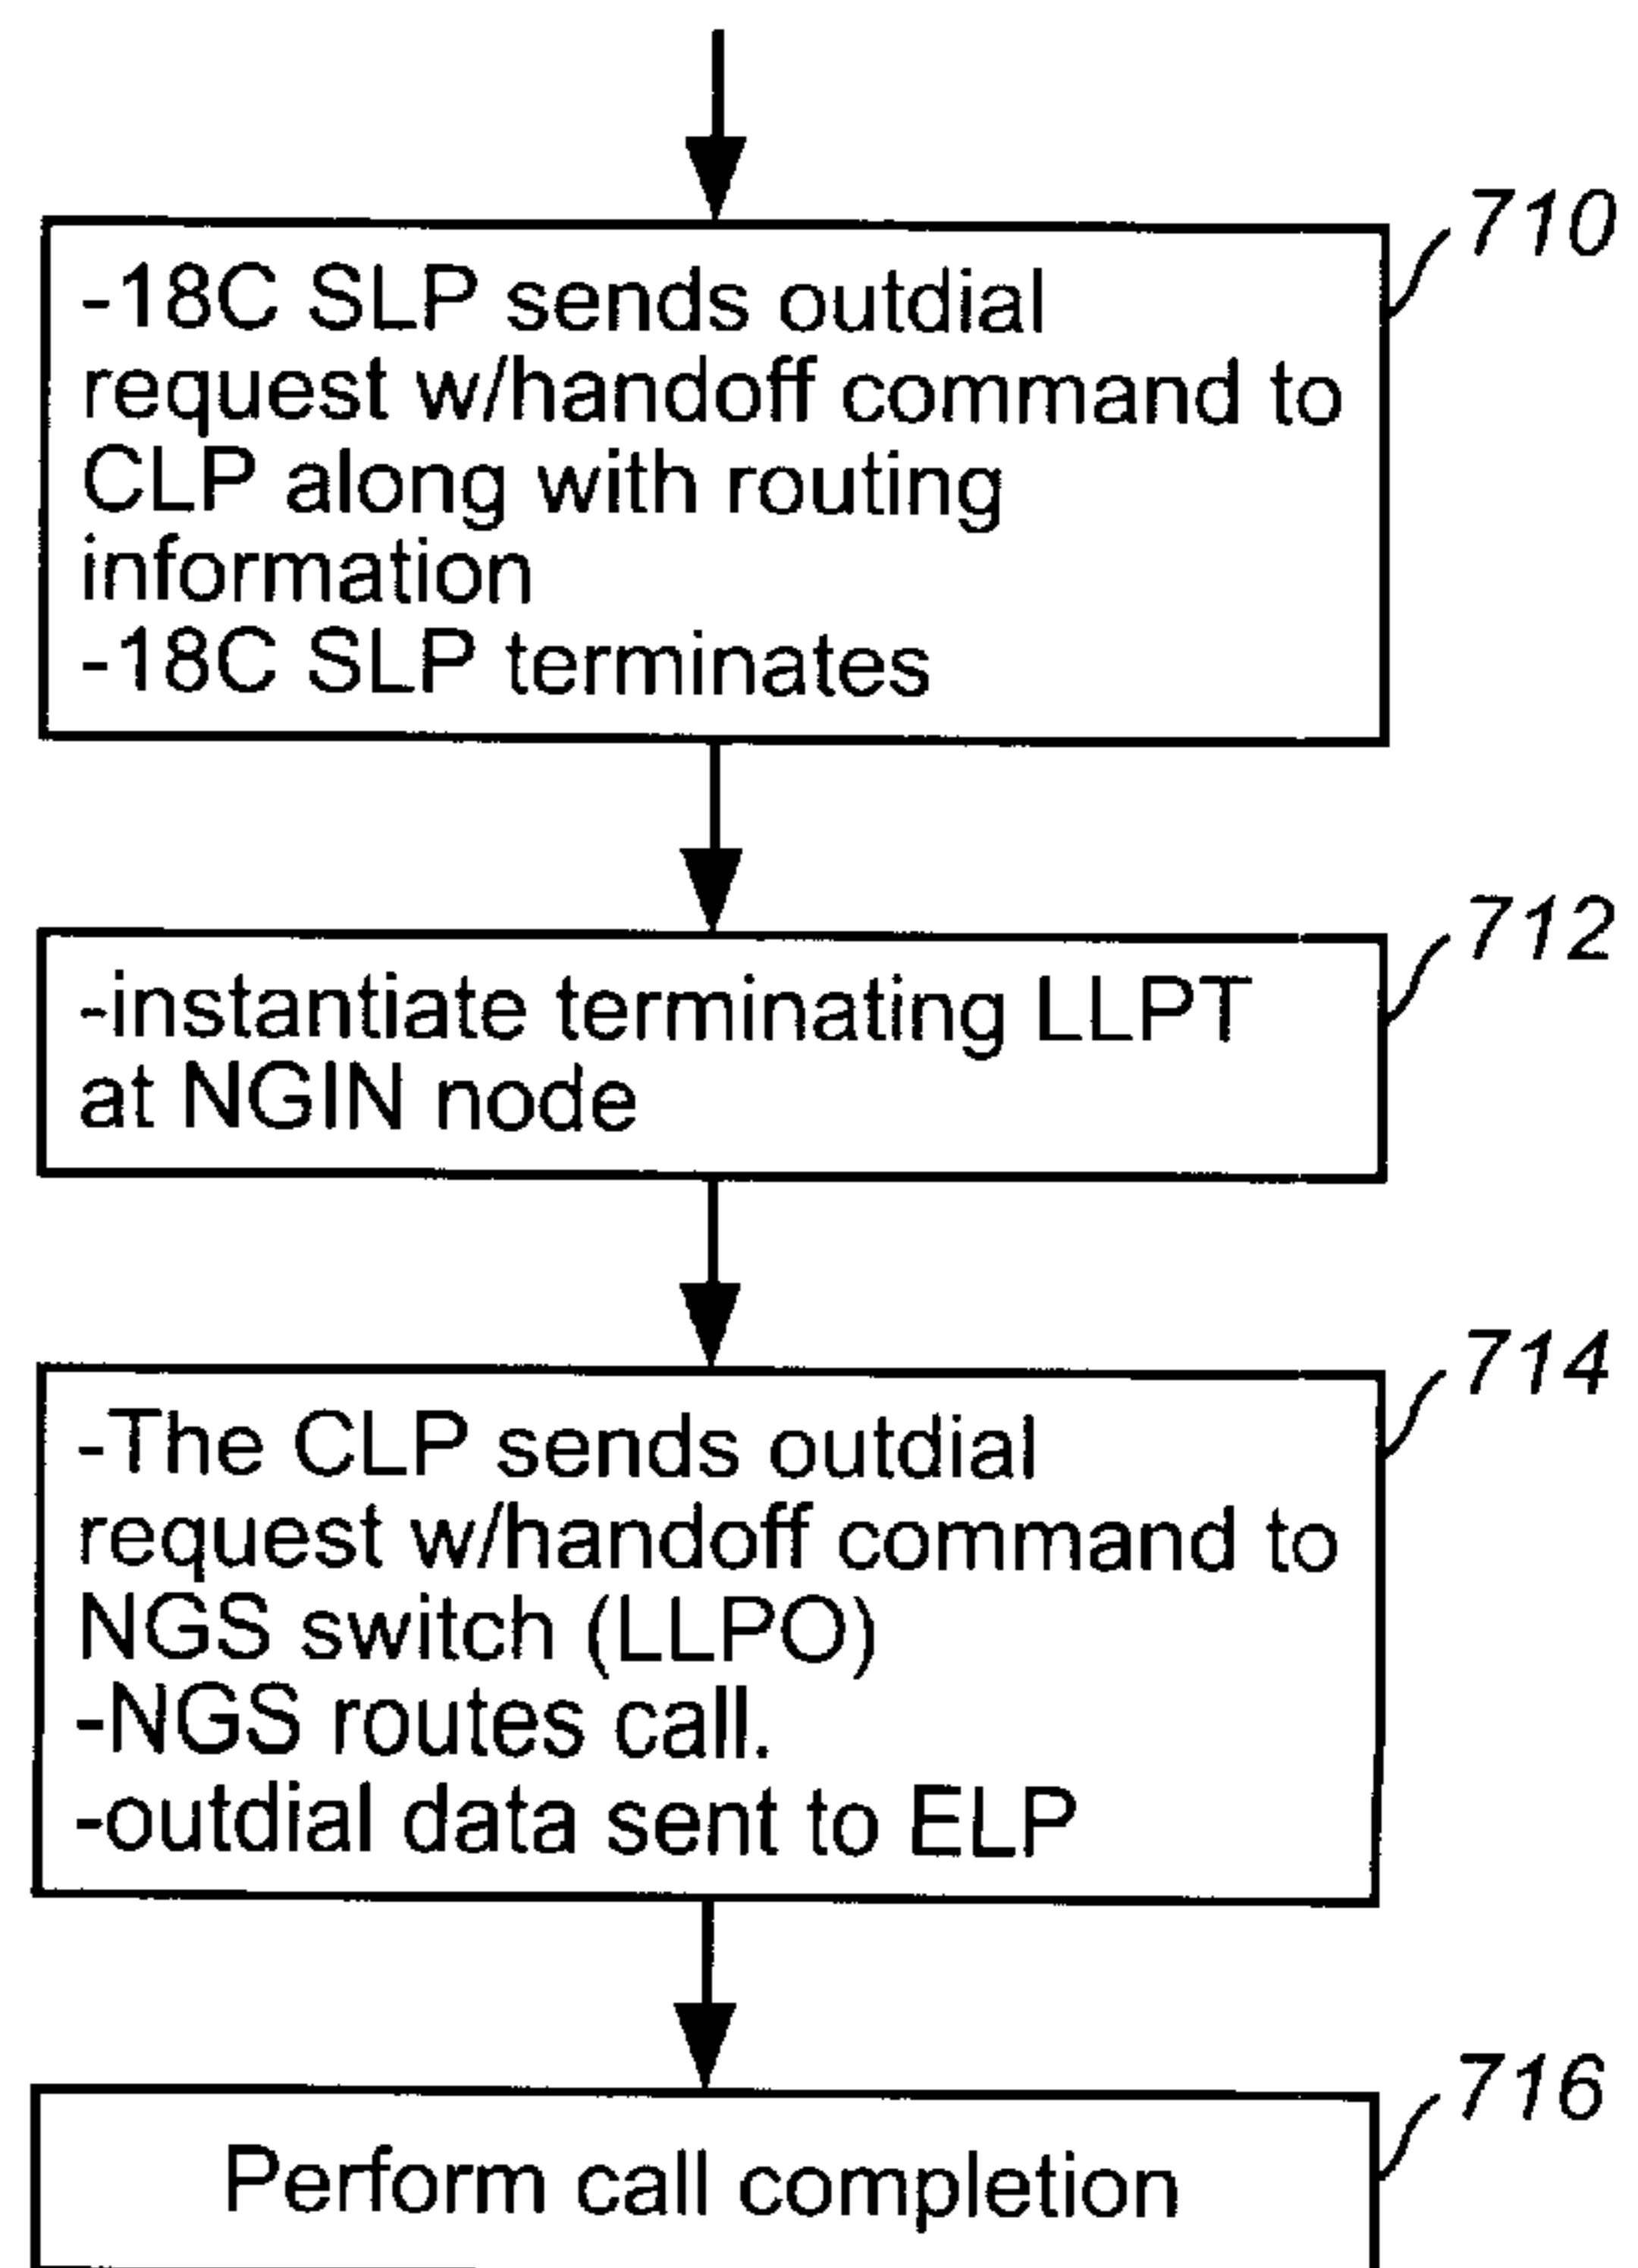 710
-18C SLP sends outdial
request w/handoff command to
CLP along with routing
information
-18C SLP terminates
712
-instantiate terminating LLPT
at NGIN node
714
-The CLP sends outdial
request w/handoff command to
NGS switch (LLPO)
-NGS routes call.
-outdial data sent to ELP
716
Perform call completion